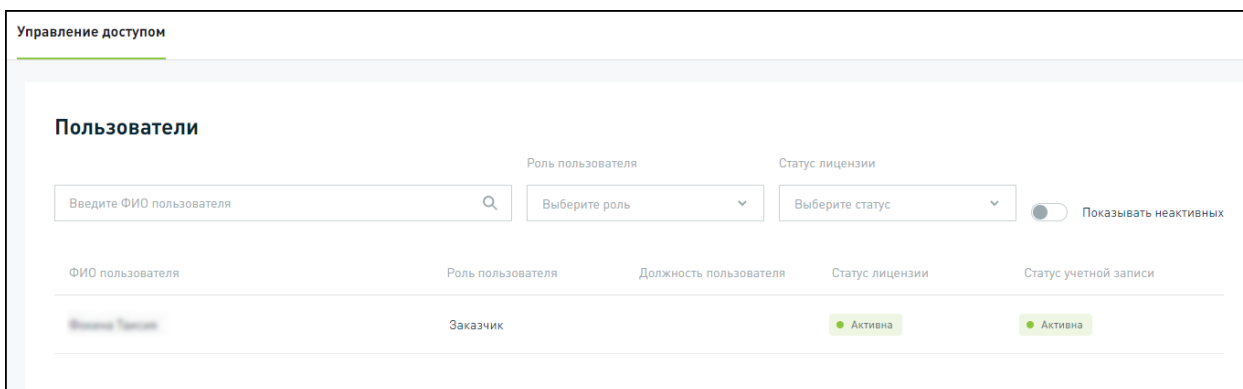 Управление доступом
Пользователи
Роль пользователя Статус лицензии
Введите ФИО пользователя Выберите роль Выберите статус Показывать неактивных
ФИО пользователя Роль пользователя Должность пользователя Статус лицензии Статус учетной записи
Заказчик Активна Активна